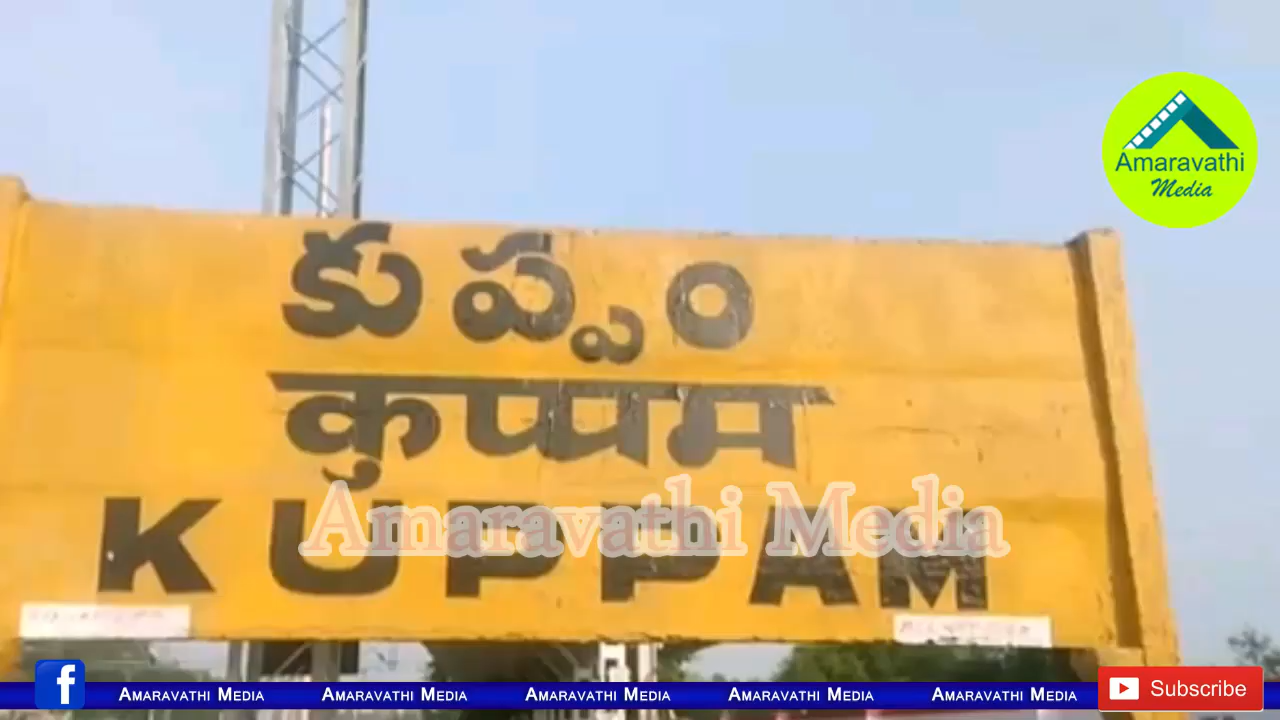 Amaravathi
Media
కుప్పం
कुप्पम
KUPPAM
Amaravathi Media
AMARAVATHI MEDIA AMARAVATHI MEDIA AMARAVATHI MEDIA AMARAVATHI MEDIA AMARAVATHI MEDIA
Subscribe